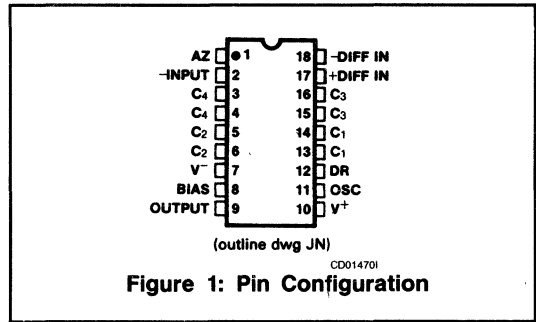 AZ 1 18 -DIFF IN
-INPUT 2 17 +DIFF IN
C4 3 16 C3
C4 4 15 C3
C2 5 14 C1
C2 6 13 C1
V- 7 12 DR
BIAS 8 11 OSC
OUTPUT 9 10 V+
(outline dwg JN)
CD01470I
Figure 1: Pin Configuration